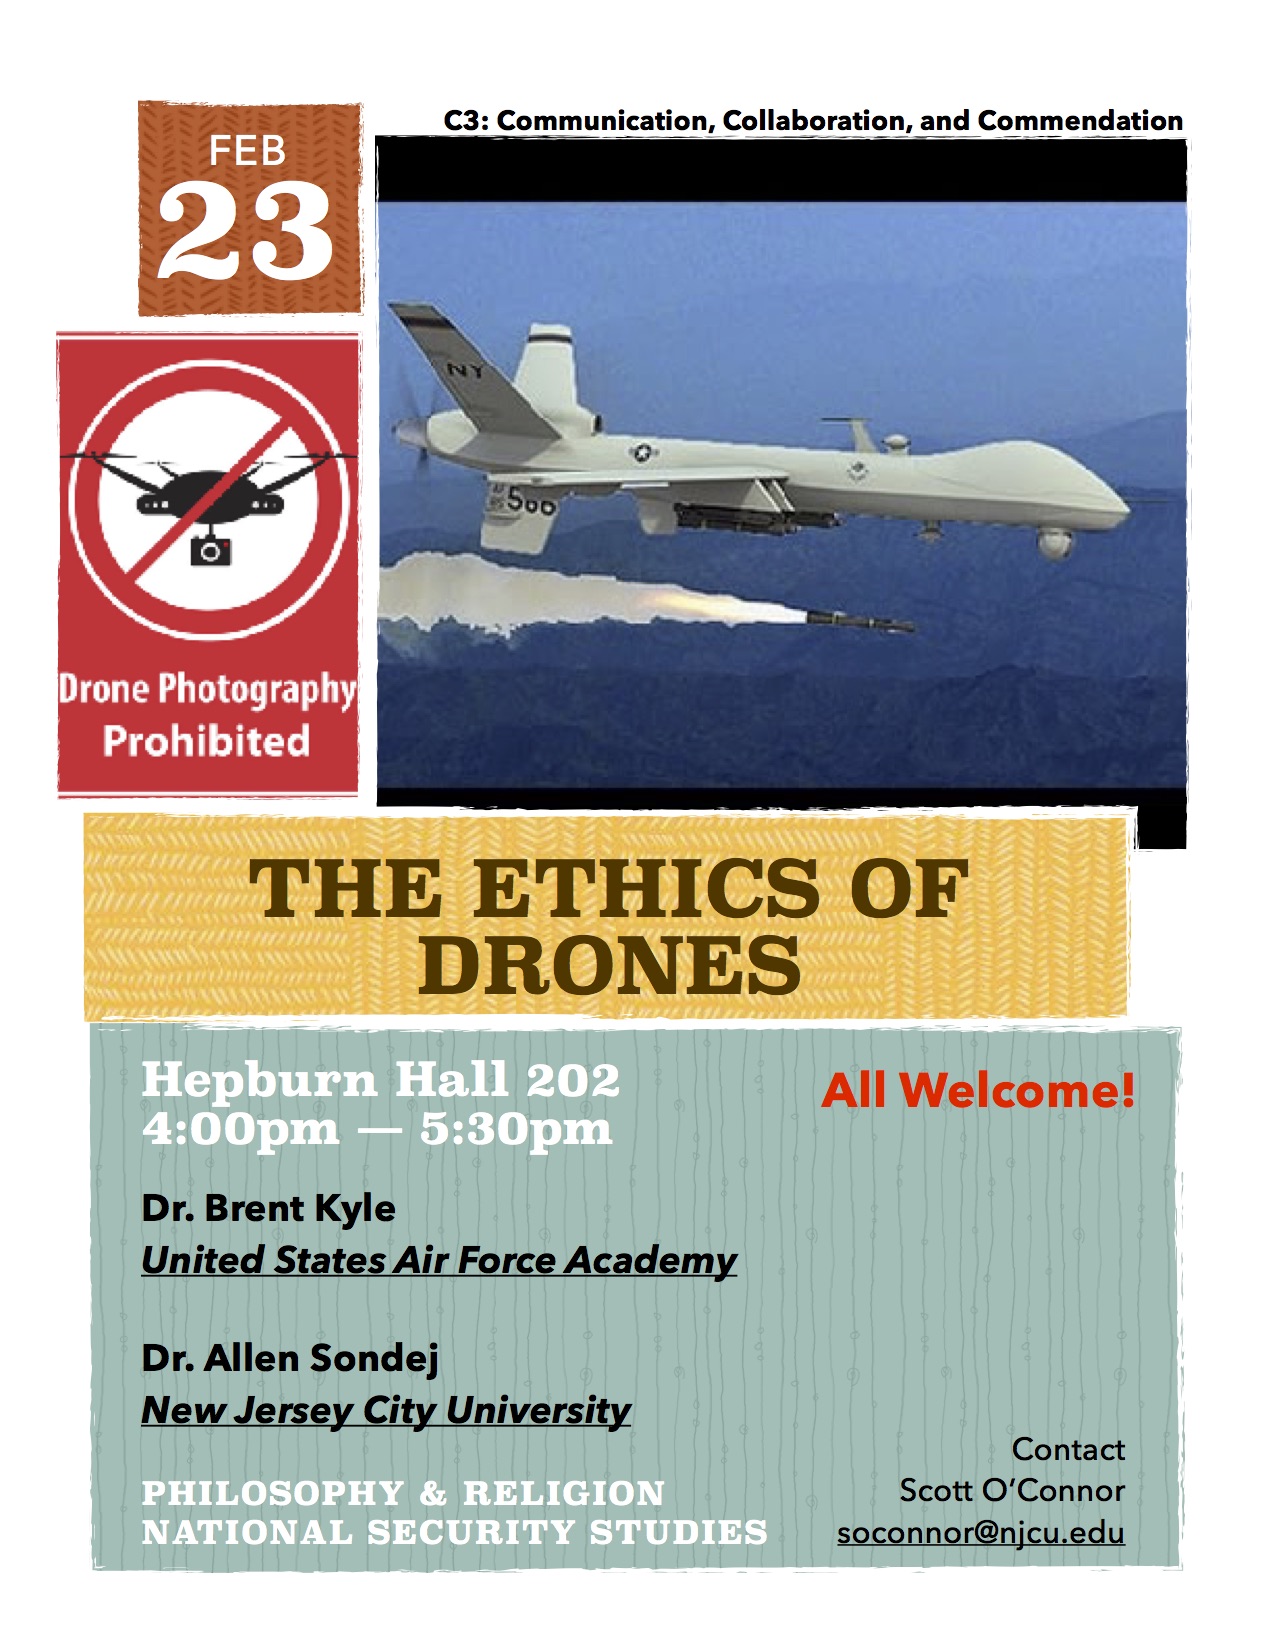 C3: Communication, Collaboration, and Commendation
FEB
23
NY
566
Drone Photography
Prohibited
THE ETHICS OF
DRONES
Hepburn Hall 202
4:00pm — 5:30pm
All Welcome!
Dr. Brent Kyle
United States Air Force Academy
Dr. Allen Sondej
New Jersey City University
PHILOSOPHY & RELIGION
NATIONAL SECURITY STUDIES
Contact
Scott O’Connor
soconnor@njcu.edu